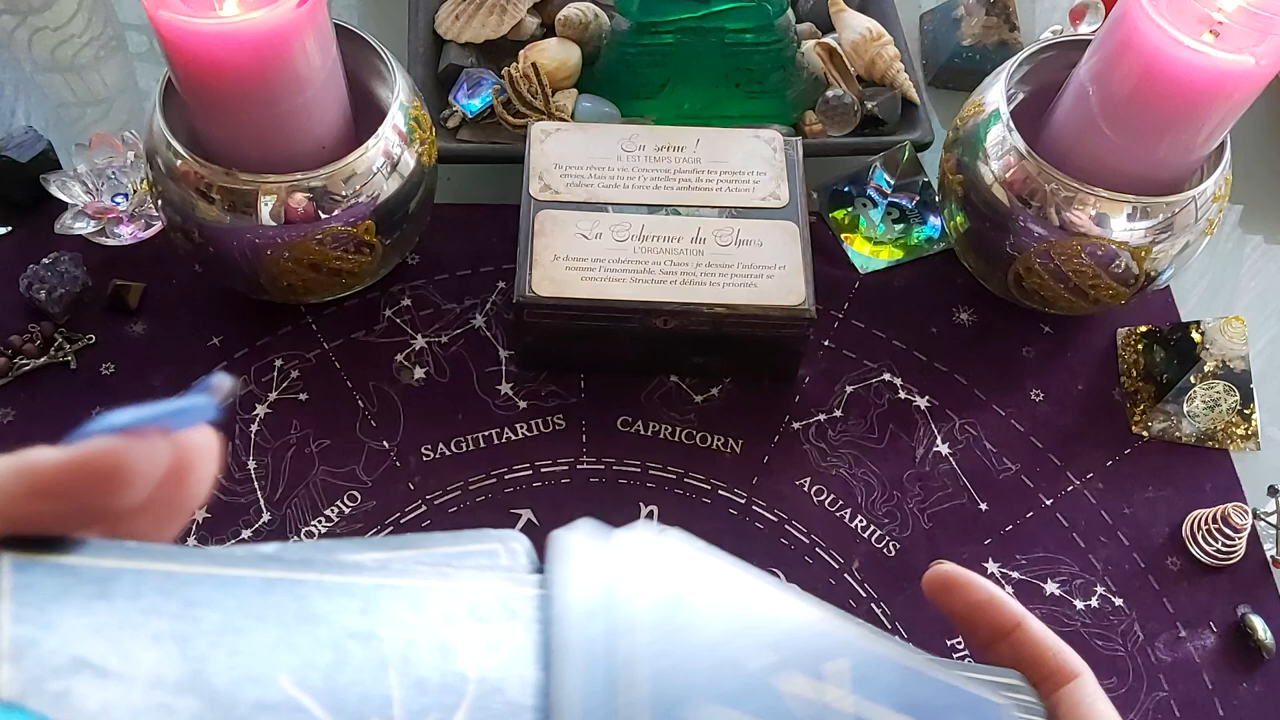 En scène !
IL EST TEMPS D'AGIR
Tu peux rêver ta vie. Concevoir, planifier tes projets et tes
envies. Mais si tu ne t'y attelles pas, ils ne pourront se
réaliser. Garde la force de tes ambitions et Action !
La Cohérence du Chaos
L'ORGANISATION
Je donne une cohérence au Chaos : je dessine l'informel et
nomme l'innommable. Sans moi, rien ne pourrait se
concrétiser. Structure et définis tes priorités.
SAGITTARIUS
CAPRICORN
ORPIO
AQUARIUS
PIS